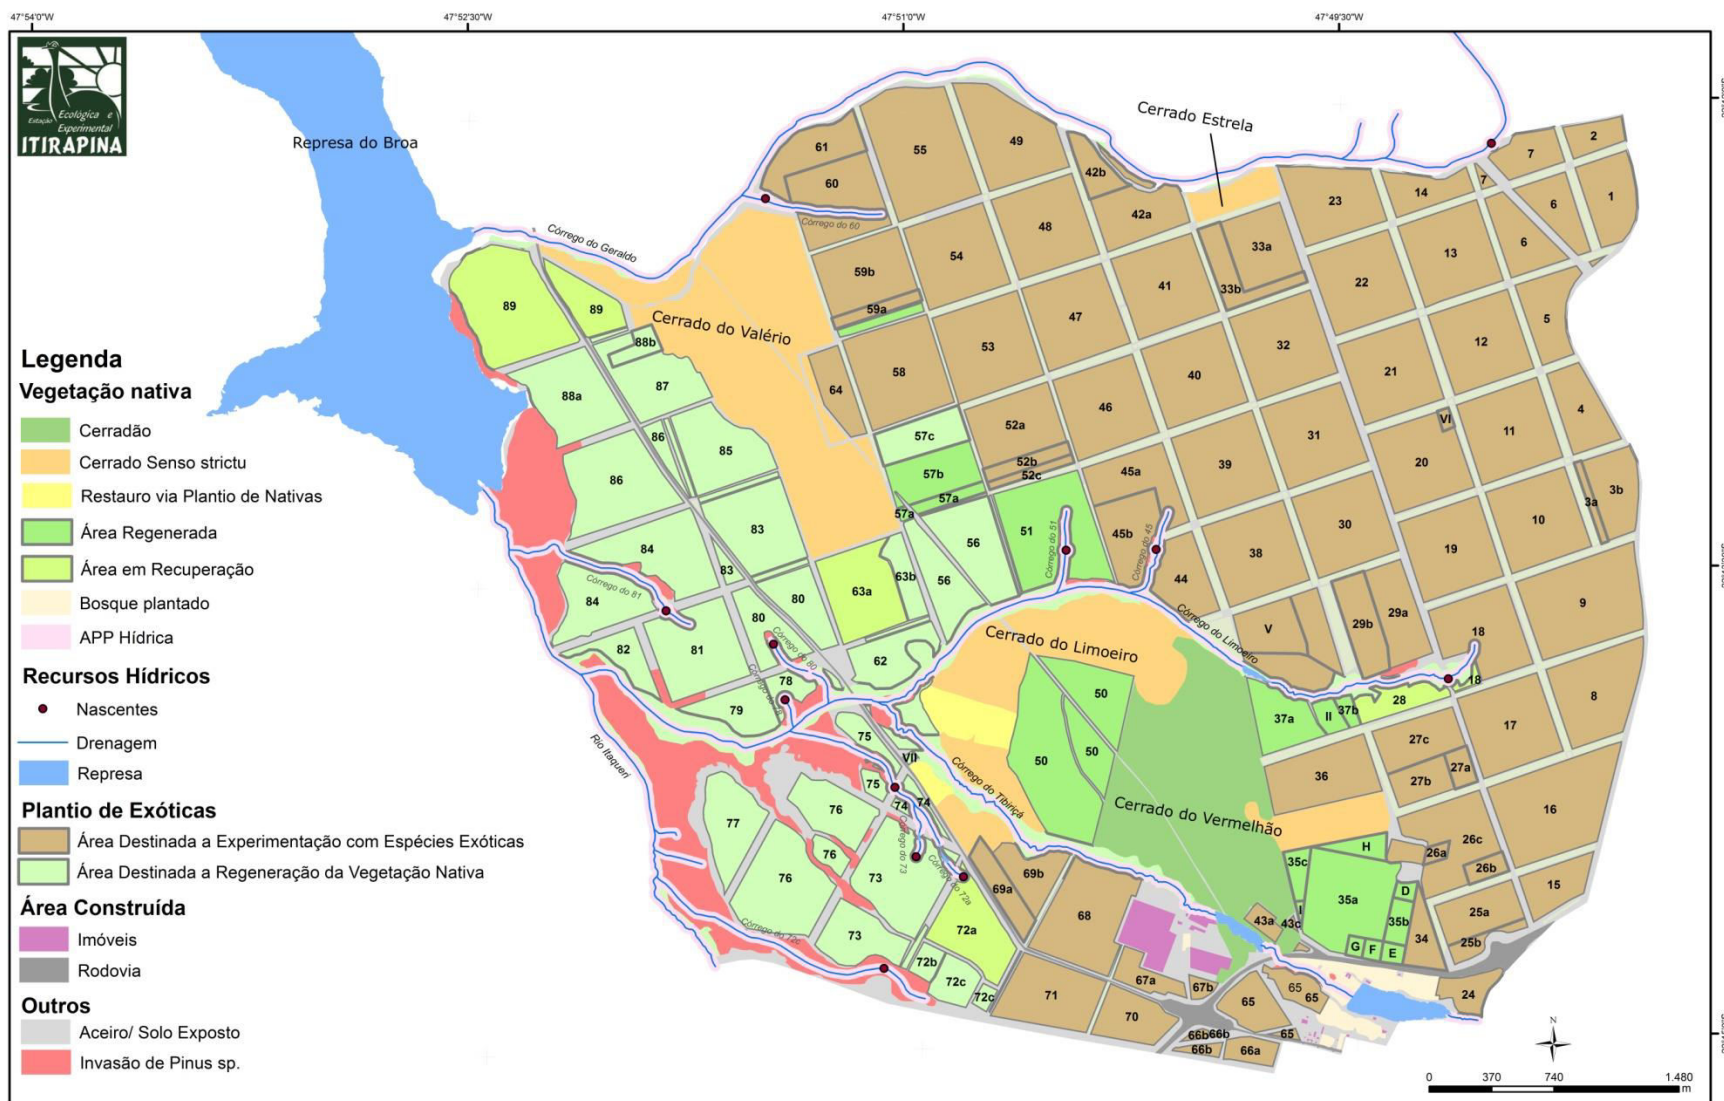 47°54'0"W
47°52'30"W
47°51'0"W
47°49'30"W
Estação
Ecológica e
Experimental
ITIRAPINA
Represa do Broa
Cerrado Estrela
Córrego do Geraldo
Córrego do 60
Cerrado do Valério
Legenda
Vegetação nativa
Cerradão
Cerrado Senso strictu
Restauro via Plantio de Nativas
Área Regenerada
Área em Recuperação
Bosque plantado
APP Hídrica
Recursos Hídricos
Nascentes
Drenagem
Represa
Plantio de Exóticas
Área Destinada a Experimentação com Espécies Exóticas
Área Destinada a Regeneração da Vegetação Nativa
Área Construída
Imóveis
Rodovia
Outros
Aceiro/ Solo Exposto
Invasão de Pinus sp.
61
60
55
49
42b
42a
48
54
59b
59a
33a
33b
23
14
7
7
2
1
6
6
13
22
41
47
53
58
64
32
40
46
52a
52b
52c
57c
57b
57a
57a
5
12
21
VI
4
11
20
31
39
45a
45b
3a
3b
10
19
30
38
44
51
56
56
89
89
88b
88a
87
86
86
85
84
84
83
83
82
81
80
80
79
78
63a
63b
62
Córrego do 81
Córrego do 80
Córrego do 51
Córrego do 45
Cerrado do Limoeiro
Córrego do Limoeiro
V
29b
29a
9
18
18
28
8
17
37a
II
37b
27c
27b
27a
36
16
50
50
50
Cerrado do Vermelhão
Rio Itaqueri
Córrego do Tibiriçá
75
75
VII
74
74
76
76
76
77
73
73
Córrego do 73
Córrego do 72a
Córrego do 72c
72a
72b
72c
72c
69a
69b
68
71
70
67a
67b
66b
66b
66b
66a
65
65
65
65
43a
43c
35c
I
H
35a
35b
D
G
F
E
34
26a
26c
26b
25a
25b
15
24
N
0
370
740
1.480
m